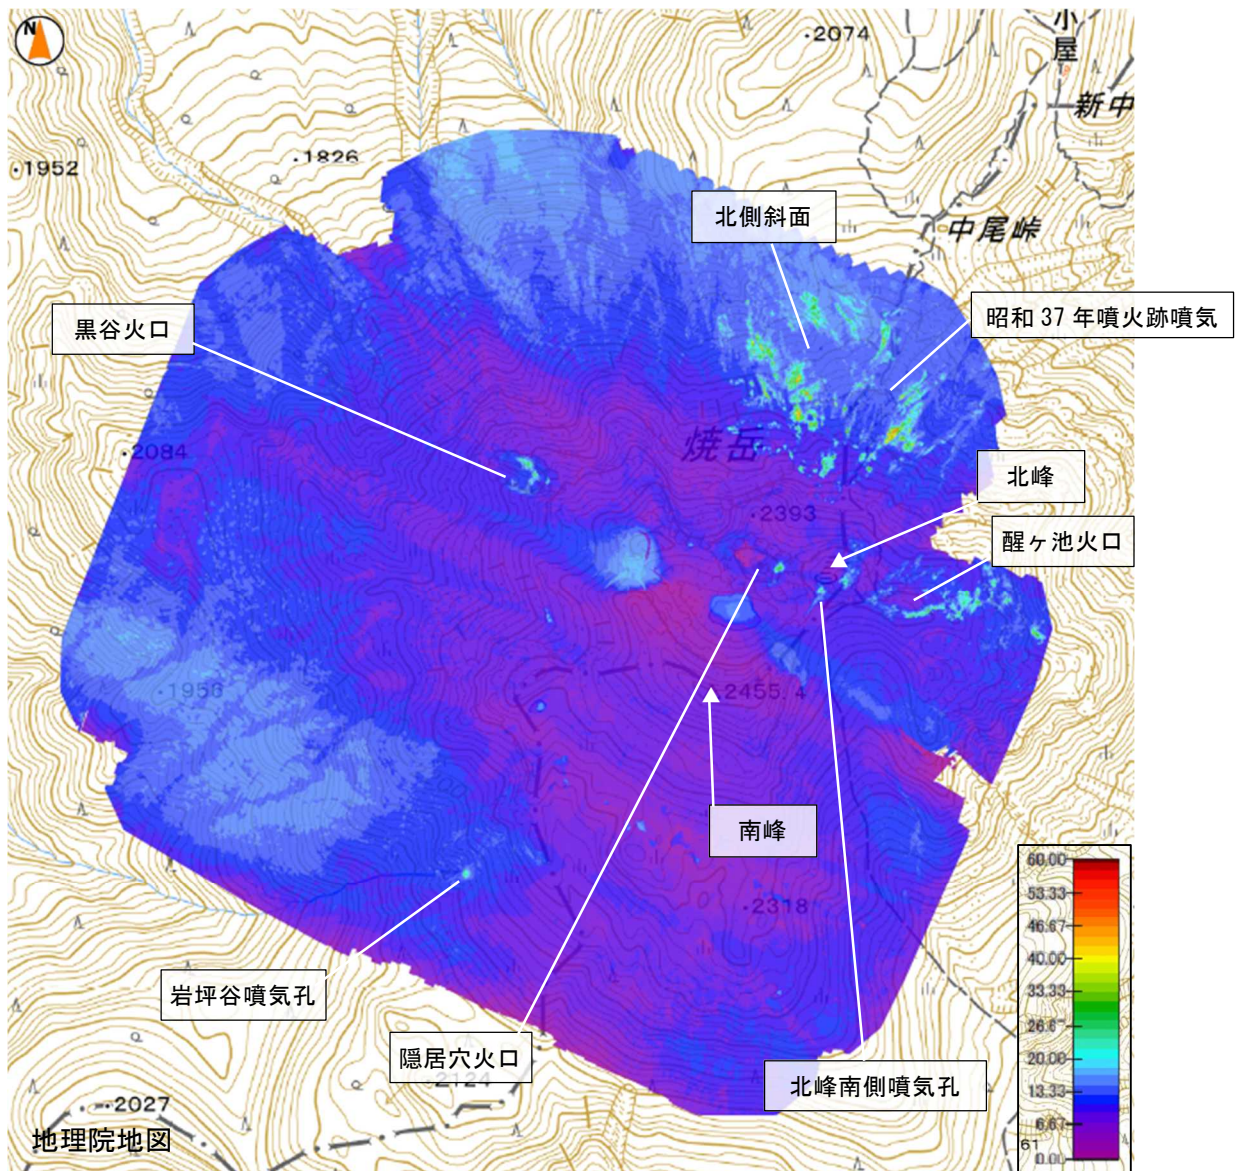 N
小屋
・2074
新中
・1952
・1826
北側斜面
中尾峠
昭和37年噴火跡噴気
黒谷火口
・2084
焼岳
北峰
・2393
醒ヶ池火口
2455.4
南峰
・2318
60.00
53.33
46.67
40.00
33.33
26.67
20.00
13.33
6.67
0.00
61
岩坪谷噴気孔
隠居穴火口
・2124
北峰南側噴気孔
・2027
地理院地図